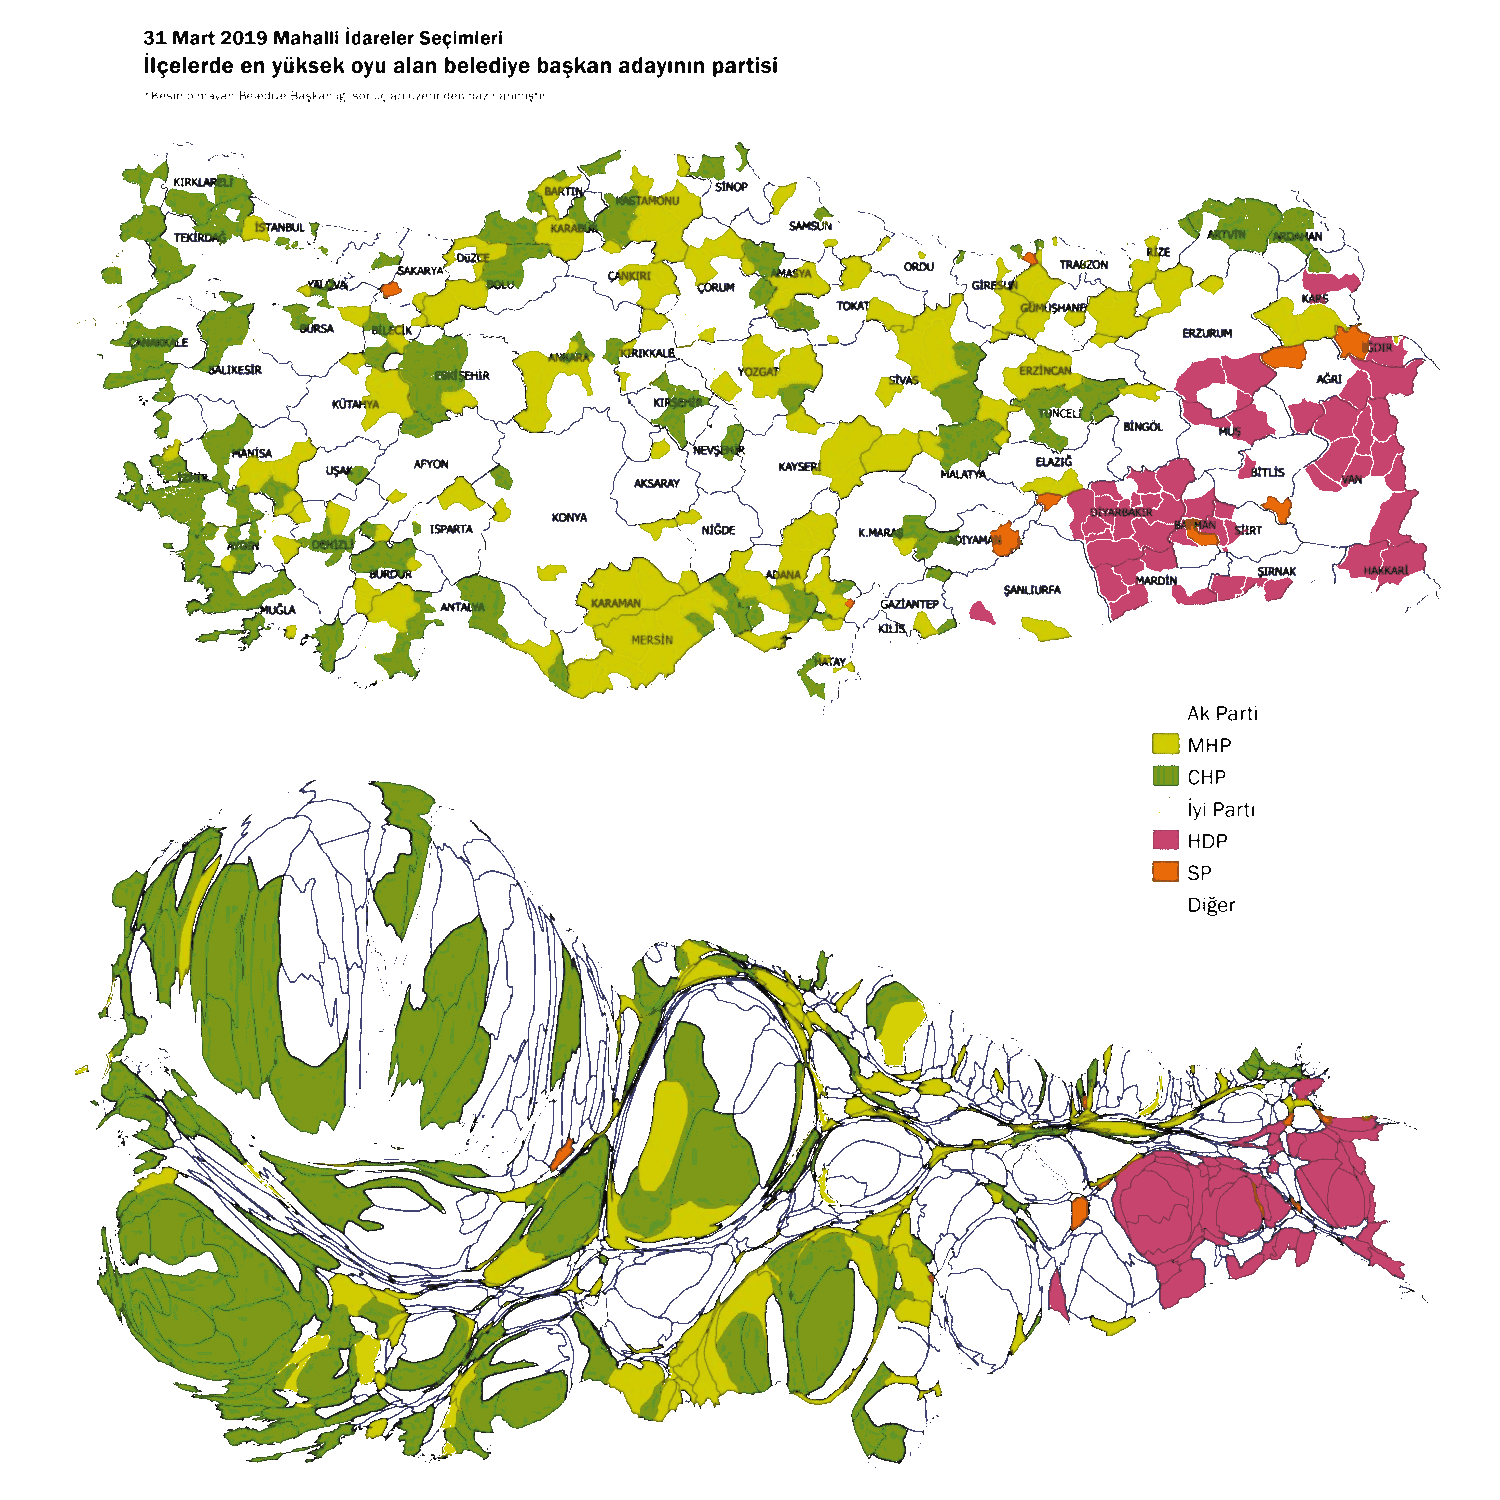 31 Mart 2019 Mahalli İdareler Seçimleri
İlçelerde en yüksek oyu alan belediye başkan adayının partisi
KIRKLARELİ
TEKİRDAĞ
İSTANBUL
YALOVA
SAKARYA
DÜZCE
BOLU
BARTIN
KARABÜK
KASTAMONU
SİNOP
SAMSUN
ÇANKIRI
ÇORUM
AMASYA
TOKAT
ORDU
GİRESUN
TRABZON
RİZE
ARTVİN
ARDAHAN
KARS
GÜMÜŞHANE
ERZURUM
IĞDIR
AĞRI
ÇANAKKALE
BALIKESİR
BURSA
BİLECİK
ESKİŞEHİR
KÜTAHYA
ANKARA
KIRIKKALE
YOZGAT
SİVAS
ERZİNCAN
TUNCELİ
BİNGÖL
MUŞ
KIRŞEHİR
NEVŞEHİR
KAYSERİ
MALATYA
ELAZIĞ
BİTLİS
VAN
MANİSA
İZMİR
UŞAK
AFYON
AKSARAY
KONYA
NİĞDE
ISPARTA
DENİZLİ
AYDIN
BURDUR
MUĞLA
ANTALYA
KARAMAN
MERSİN
ADANA
K.MARAŞ
ADIYAMAN
DİYARBAKIR
BATMAN
SİİRT
MARDİN
ŞIRNAK
HAKKARİ
ŞANLIURFA
GAZİANTEP
KİLİS
HATAY
Ak Parti
MHP
CHP
İyi Parti
HDP
SP
Diğer